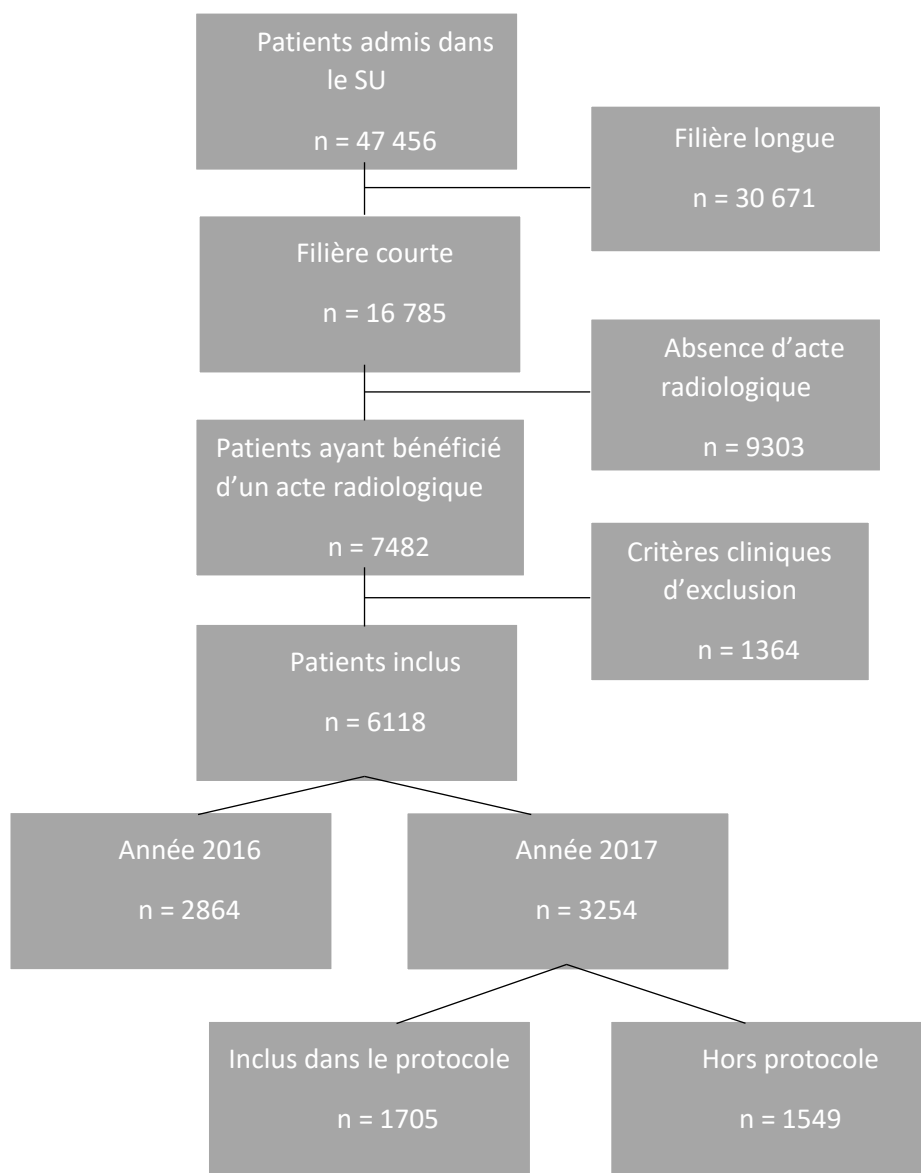 Patients admis dans
le SU
n = 47 456
Filière longue
n = 30 671
Filière courte
n = 16 785
Absence d'acte
radiologique
n = 9303
Patients ayant bénéficié
d'un acte radiologique
n = 7482
Critères cliniques
d'exclusion
n = 1364
Patients inclus
n = 6118
Année 2016
n = 2864
Année 2017
n = 3254
Inclus dans le protocole
n = 1705
Hors protocole
n = 1549